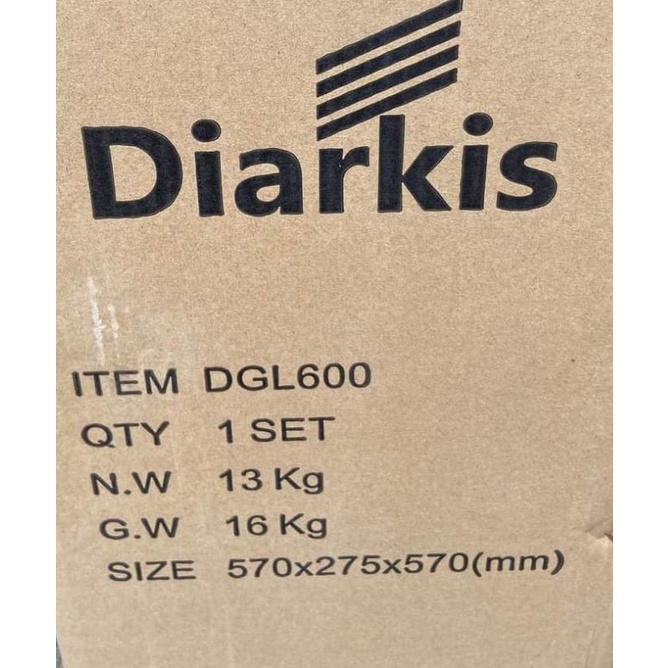 Diarkis
ITEM DGL600
QTY 1 SET
N.W 13 Kg
G.W 16 Kg
SIZE 570x275x570(mm)